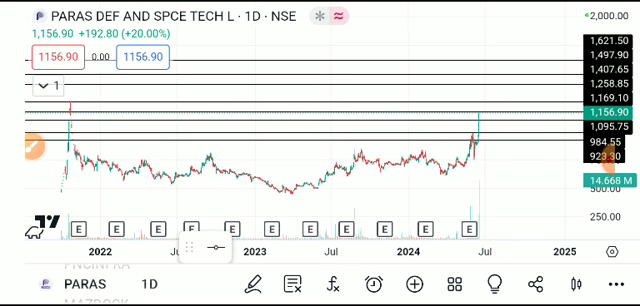 PARAS DEF AND SPCE TECH L · 1D · NSE
1,156.90 +192.80 (+20.00%)
1156.90 0.00 1156.90
1
2,000.00
1,621.50
1,497.90
1,407.65
1,258.85
1,169.10
1,156.90
1,095.75
984.55
923.30
14.668 M
500.00
250.00
E E E E E E E E E E E
2022 Ju 2023 Jul 2024 Jul 2025
PARAS 1D